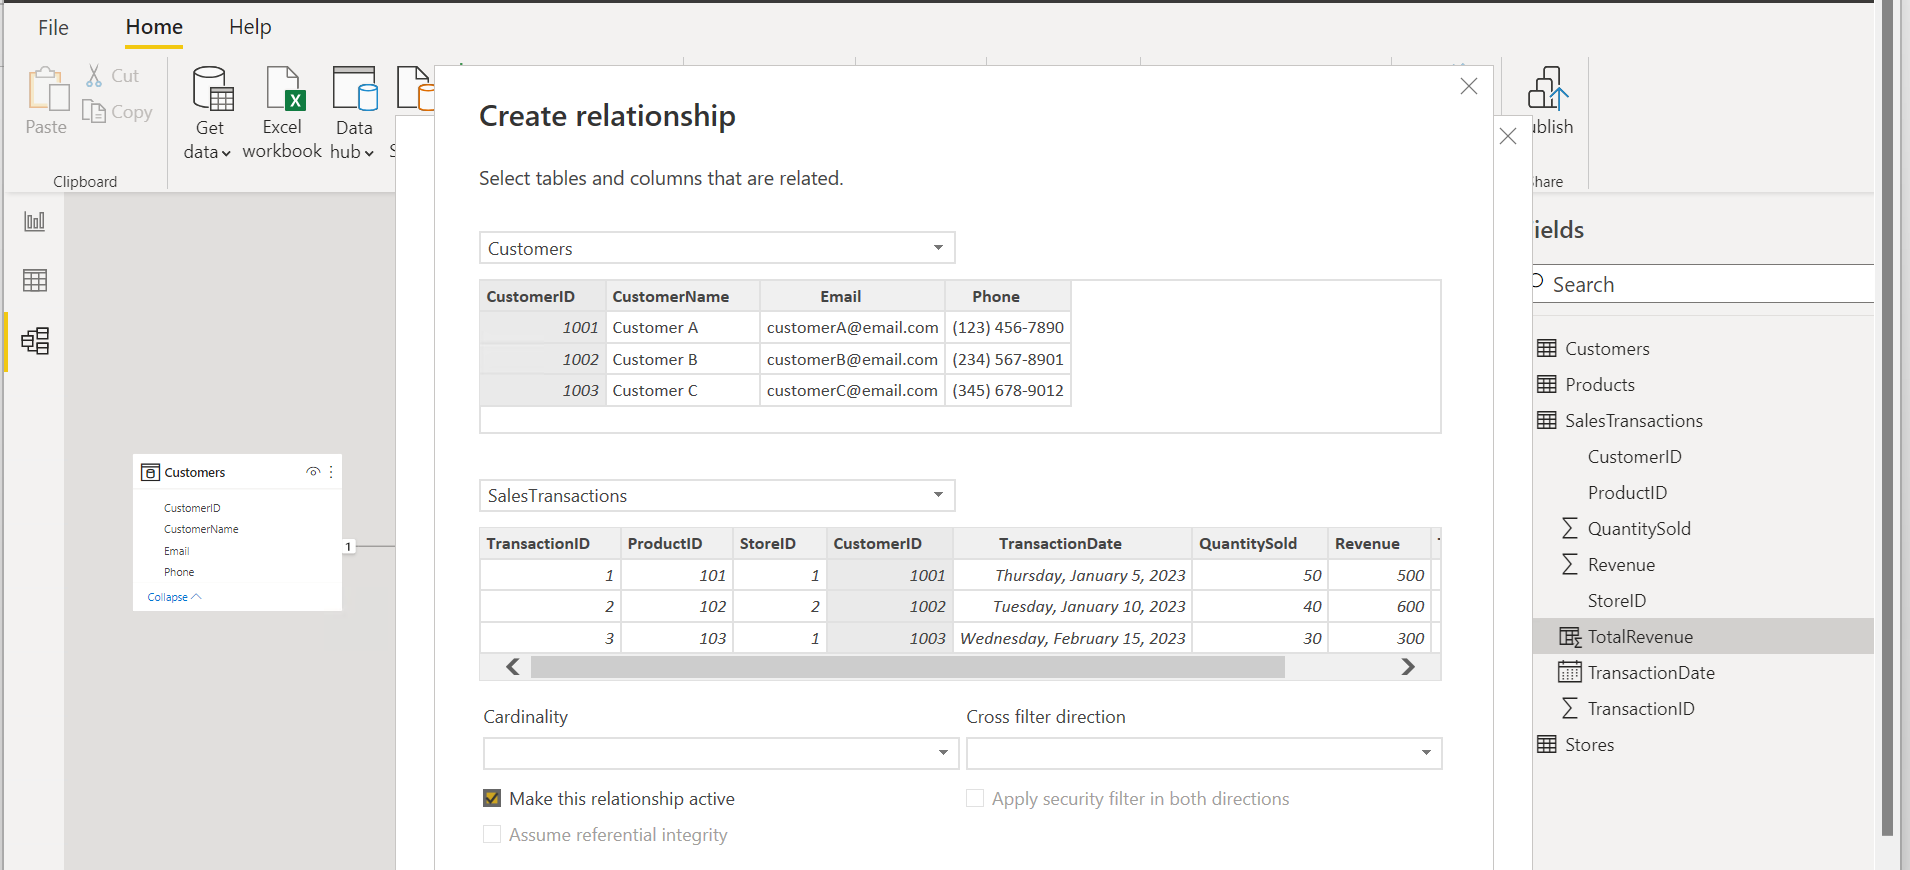 File Home Help
Paste
Cut
Copy
Clipboard
Get data
Excel workbook
Data hub
S
ublish
hare
Create relationship
Select tables and columns that are related.
Customers
CustomerID CustomerName Email Phone
1001 Customer A customerA@email.com (123) 456-7890
1002 Customer B customerB@email.com (234) 567-8901
1003 Customer C customerC@email.com (345) 678-9012
SalesTransactions
TransactionID ProductID StoreID CustomerID TransactionDate QuantitySold Revenue
1 101 1 1001 Thursday, January 5, 2023 50 500
2 102 2 1002 Tuesday, January 10, 2023 40 600
3 103 1 1003 Wednesday, February 15, 2023 30 300
Cardinality
Cross filter direction
Make this relationship active
Apply security filter in both directions
Assume referential integrity
Customers
CustomerID
CustomerName
Email
Phone
Collapse
1
ields
Search
Customers
Products
SalesTransactions
CustomerID
ProductID
QuantitySold
Revenue
StoreID
TotalRevenue
TransactionDate
TransactionID
Stores